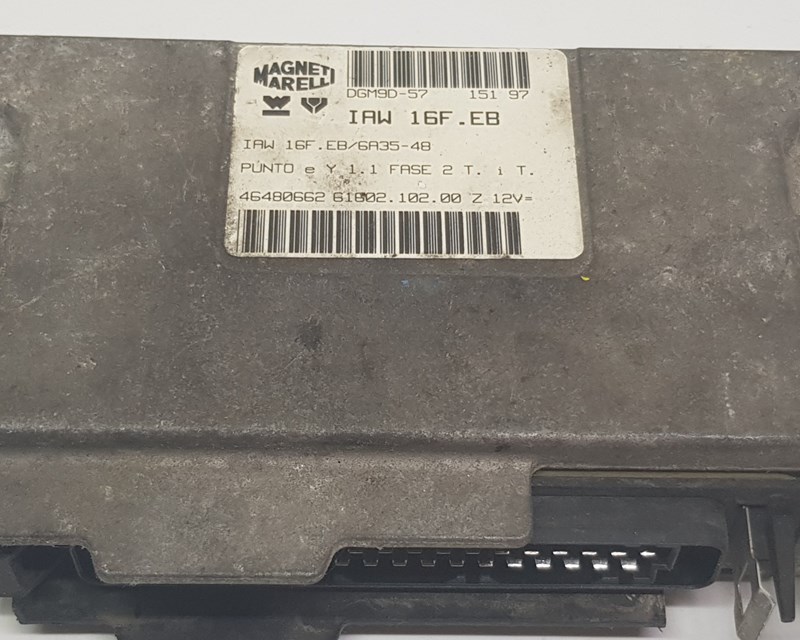 MAGNETI
MARELLI
DGM9D-57 151 97
IAW 16F.EB
IAW 16F.EB/6A35-48
PUNTO e Y 1.1 FASE 2 T. i T.
46480662 61802.102.00 Z 12V=